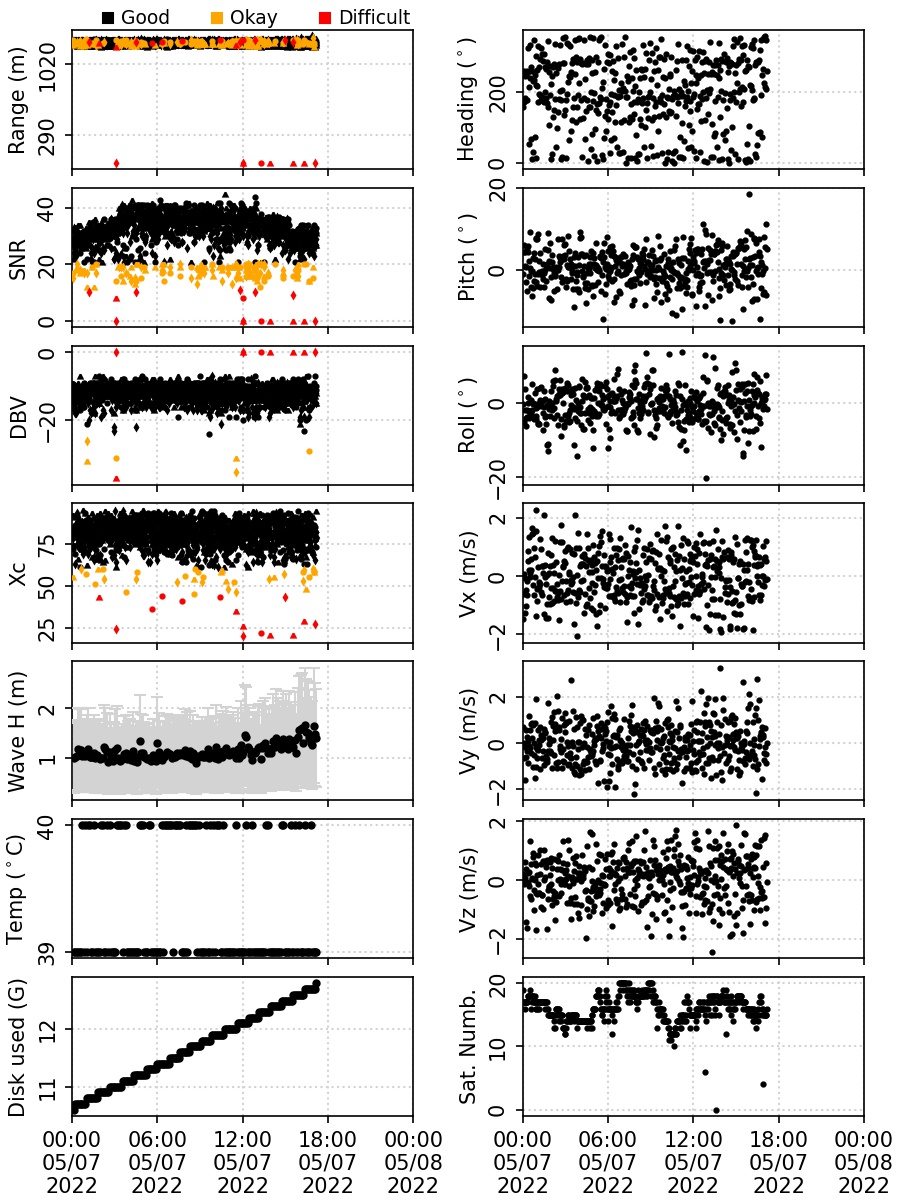 Good Okay Difficult
Range (m)
1020
290
Heading (°)
200
0
SNR
40
20
0
Pitch (°)
20
0
DBV
0
−20
Roll (°)
0
−20
Xc
75
50
25
Vx (m/s)
2
0
−2
Wave H (m)
2
1
Vy (m/s)
2
0
−2
Temp (°C)
40
39
Vz (m/s)
2
0
−2
Disk used (G)
12
11
Sat. Numb.
20
10
0
00:00 06:00 12:00 18:00 00:00
05/07 05/07 05/07 05/07 05/08
2022 2022 2022 2022 2022
00:00 06:00 12:00 18:00 00:00
05/07 05/07 05/07 05/07 05/08
2022 2022 2022 2022 2022